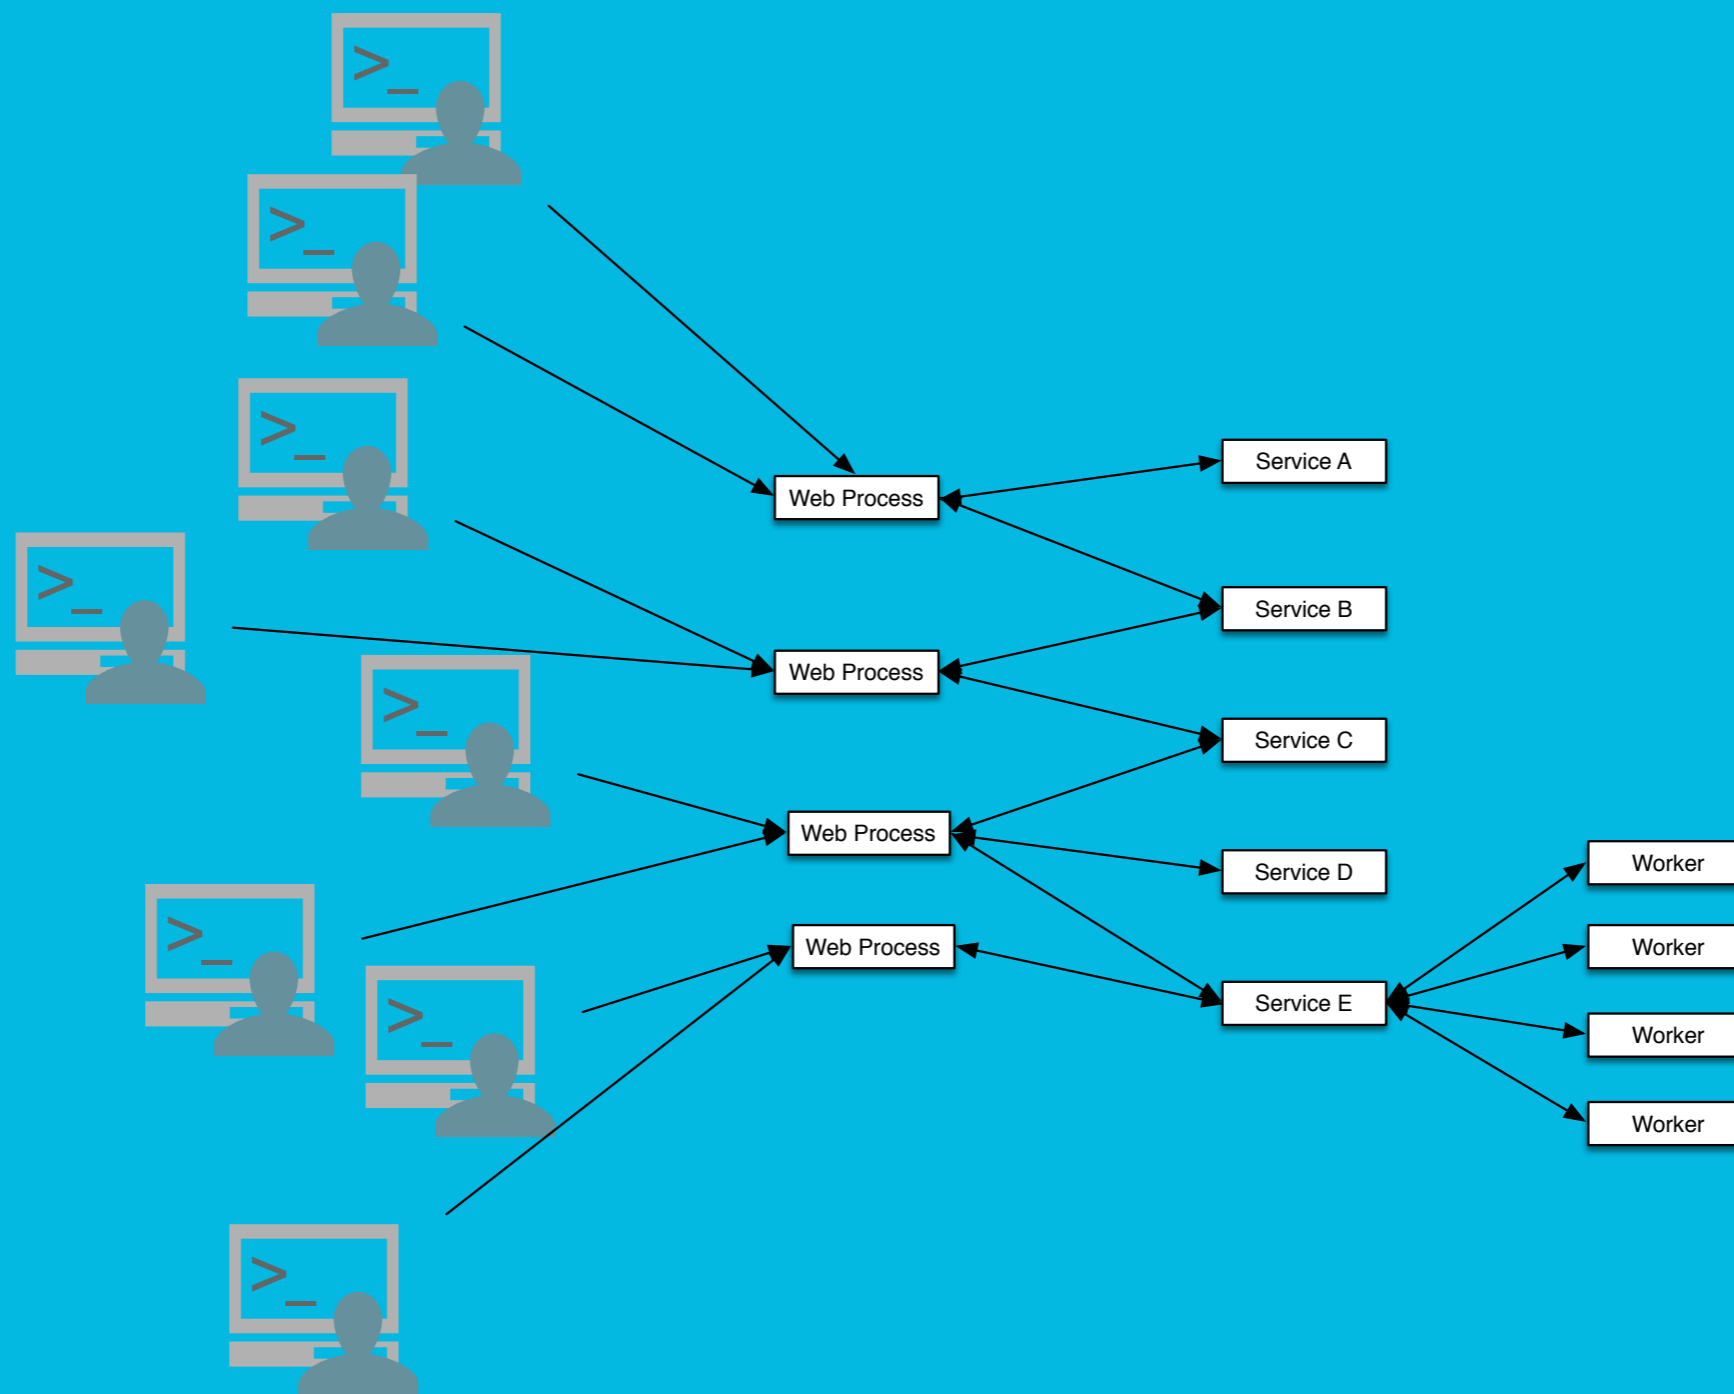 >_
>_
>_
>_
>_
>_
>_
>_
Web Process
Web Process
Web Process
Web Process
Service A
Service B
Service C
Service D
Service E
Worker
Worker
Worker
Worker